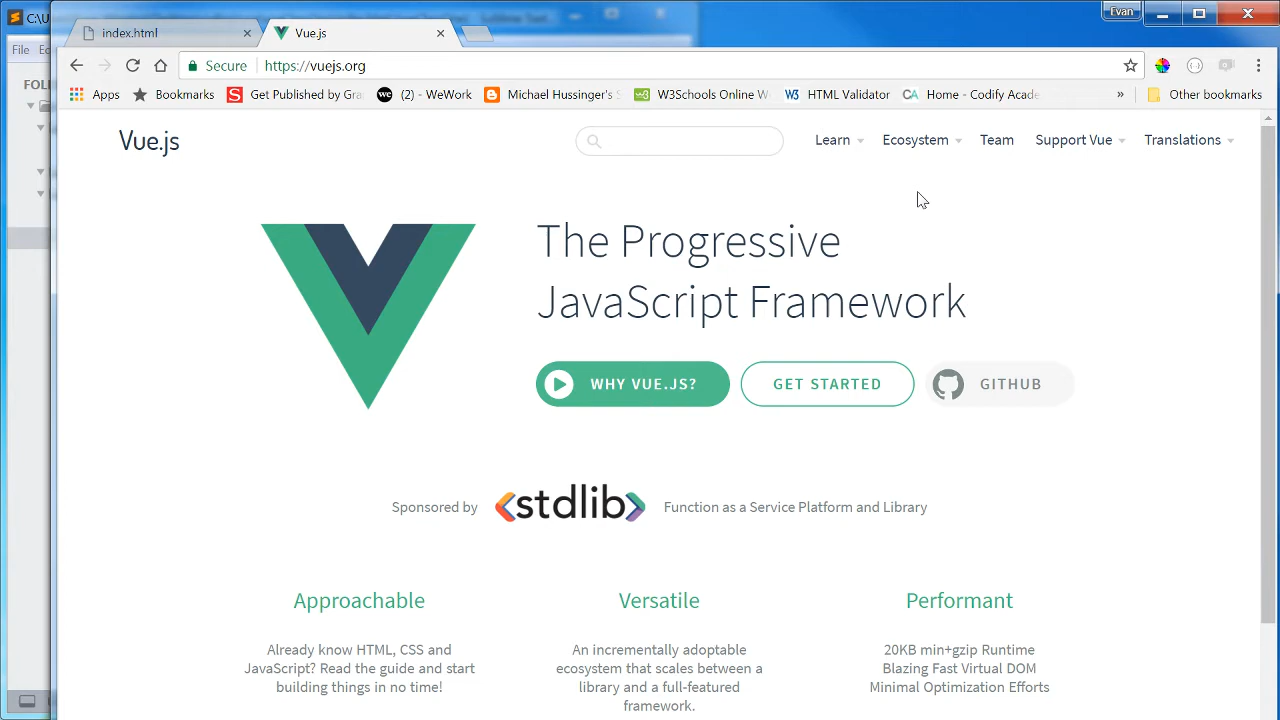 C:\U
Evan
index.html
Vue.js
File
Secure
https://vuejs.org
Apps
Bookmarks
Get Published by Gra
(2) - WeWork
Michael Hussinger's S
W3Schools Online W
HTML Validator
Home - Codify Acade
»
Other bookmarks
FOL
Vue.js
Learn
Ecosystem
Team
Support Vue
Translations
The Progressive
JavaScript Framework
WHY VUE.JS?
GET STARTED
GITHUB
Sponsored by
<stdlib>
Function as a Service Platform and Library
Approachable
Versatile
Performant
Already know HTML, CSS and
JavaScript? Read the guide and start
building things in no time!
An incrementally adoptable
ecosystem that scales between a
library and a full-featured
framework.
20KB min+gzip Runtime
Blazing Fast Virtual DOM
Minimal Optimization Efforts